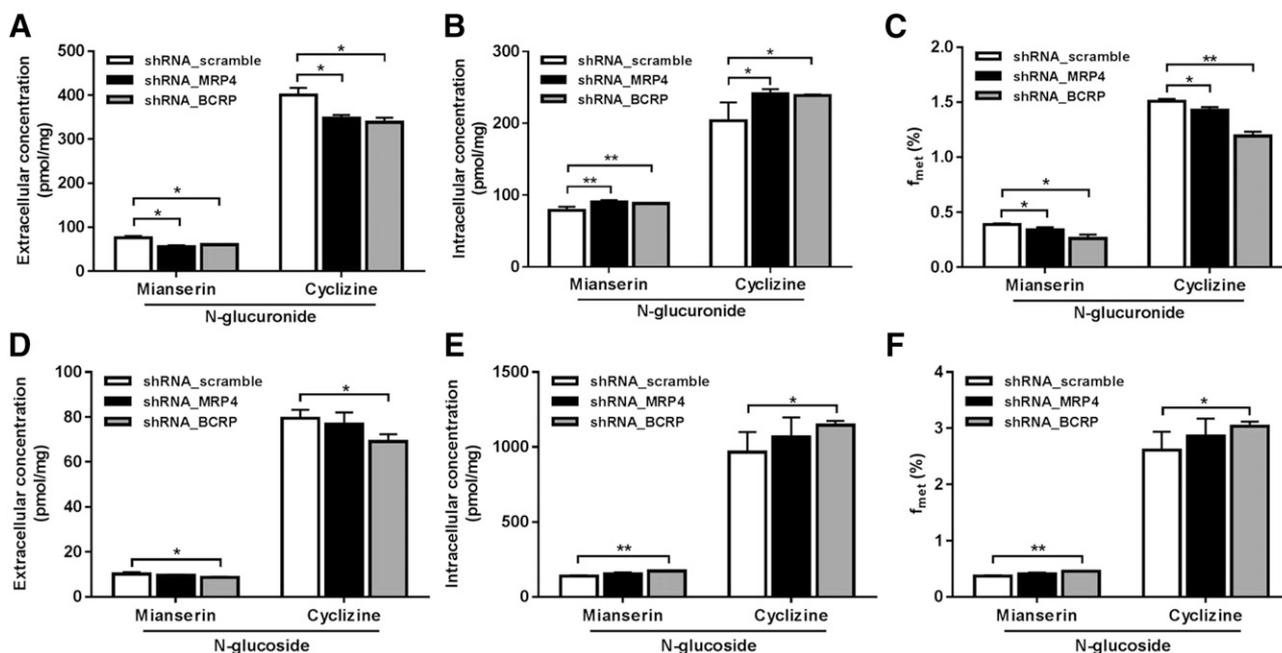 A
Extracellular concentration
(pmol/mg)
500
400
300
200
100
0
shRNA_scramble
shRNA_MRP4
shRNA_BCRP
*
*
*
*
Mianserin
Cyclizine
N-glucuronide
B
Intracellular concentration
(pmol/mg)
300
200
100
0
shRNA_scramble
shRNA_MRP4
shRNA_BCRP
**
**
*
*
Mianserin
Cyclizine
N-glucuronide
C
fmet (%)
2.0
1.5
1.0
0.5
0.0
shRNA_scramble
shRNA_MRP4
shRNA_BCRP
*
*
**
*
Mianserin
Cyclizine
N-glucuronide
D
Extracellular concentration
(pmol/mg)
100
80
60
40
20
0
shRNA_scramble
shRNA_MRP4
shRNA_BCRP
*
*
Mianserin
Cyclizine
N-glucoside
E
Intracellular concentration
(pmol/mg)
1500
1000
500
0
shRNA_scramble
shRNA_MRP4
shRNA_BCRP
**
*
Mianserin
Cyclizine
N-glucoside
F
fmet (%)
4
3
2
1
0
shRNA_scramble
shRNA_MRP4
shRNA_BCRP
**
*
Mianserin
Cyclizine
N-glucoside